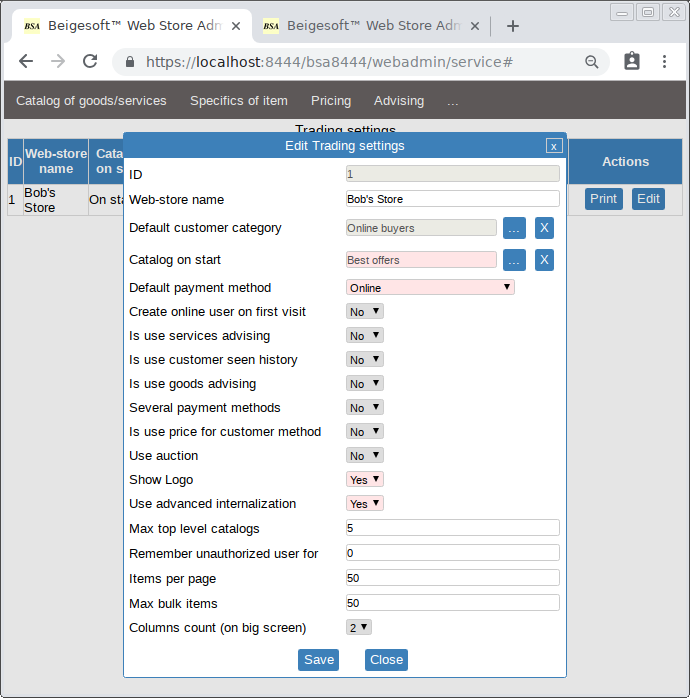 BSA Beigesoft™ Web Store Adm x BSA Beigesoft™ Web Store Adm x
https://localhost:8444/bsa8444/webadmin/service#
Catalog of goods/services Specifics of item Pricing Advising ...
Trading settings
Edit Trading settings x
ID Web-store name Actions
1 Bob's Store Print Edit
ID 1
Web-store name Bob's Store
Default customer category Online buyers ... X
Catalog on start Best offers ... X
Default payment method Online
Create online user on first visit No
Is use services advising No
Is use customer seen history No
Is use goods advising No
Several payment methods No
Is use price for customer method No
Use auction No
Show Logo Yes
Use advanced internalization Yes
Max top level catalogs 5
Remember unauthorized user for 0
Items per page 50
Max bulk items 50
Columns count (on big screen) 2
Save Close